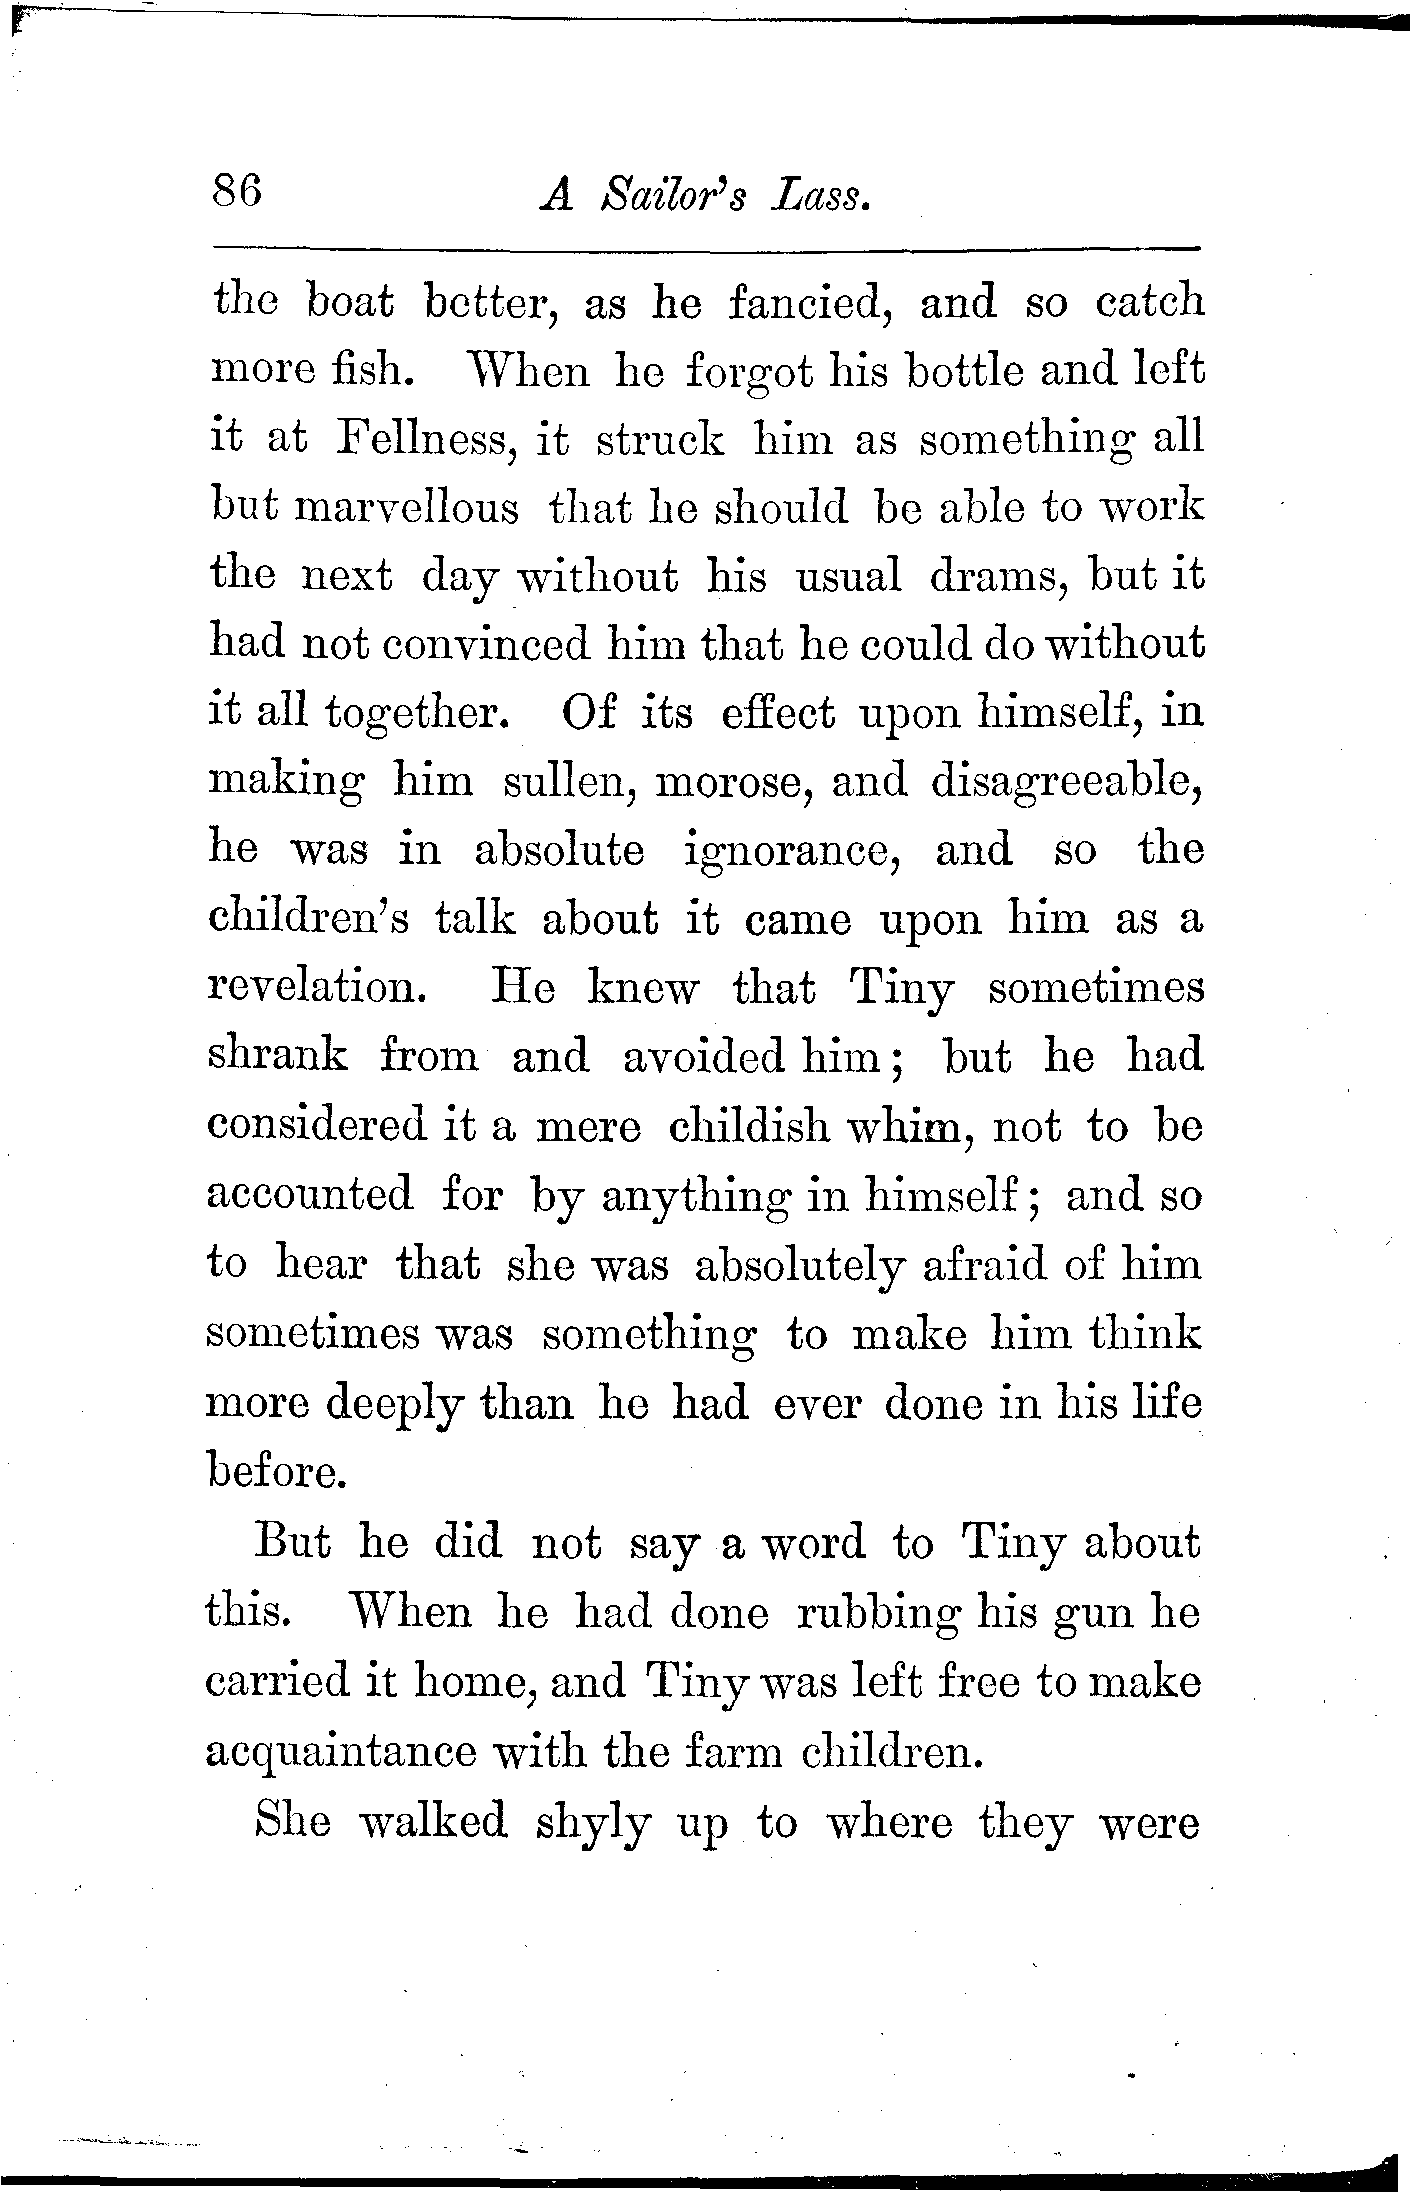 86 A Sailor's Lass.
the boat better, as he fancied, and so catch
more fish. When he forgot his bottle and left
it at Fellness, it struck him as something all
but marvellous that he should be able to work
the next day without his usual drams, but it
had not convinced him that he could do without
it all together. Of its effect upon himself, in
making him sullen, morose, and disagreeable,
he was in absolute ignorance, and so the
children's talk about it came upon him as a
revelation. He knew that Tiny sometimes
shrank from and avoided him; but he had
considered it a mere childish whim, not to be
accounted for by anything in himself; and so
to hear that she was absolutely afraid of him
sometimes was something to make him think
more deeply than he had ever done in his life
before.
But he did not say a word to Tiny about
this. When he had done rubbing his gun he
carried it home, and Tiny was left free to make
acquaintance with the farm children.
She walked shyly up to where they were